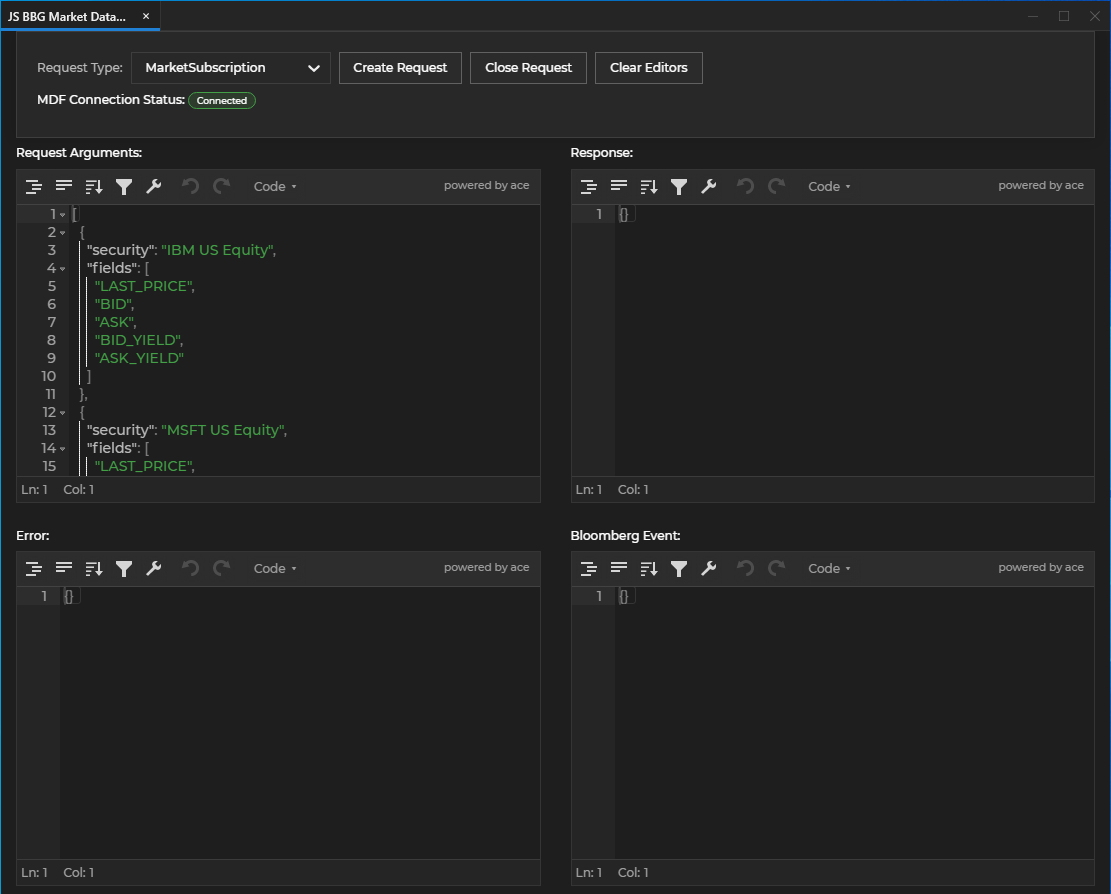 JS BBG Market Data... ×
Request Type: MarketSubscription Create Request Close Request Clear Editors
MDF Connection Status: Connected
Request Arguments:
Code
powered by ace
1 [
2 {
3 "security": "IBM US Equity",
4 "fields": [
5 "LAST_PRICE",
6 "BID",
7 "ASK",
8 "BID_YIELD",
9 "ASK_YIELD"
10 ]
11 },
12 {
13 "security": "MSFT US Equity",
14 "fields": [
15 "LAST_PRICE",
Ln: 1 Col: 1
Response:
Code
powered by ace
1 {}
Ln: 1 Col: 1
Error:
Code
powered by ace
1 {}
Ln: 1 Col: 1
Bloomberg Event:
Code
powered by ace
1 {}
Ln: 1 Col: 1